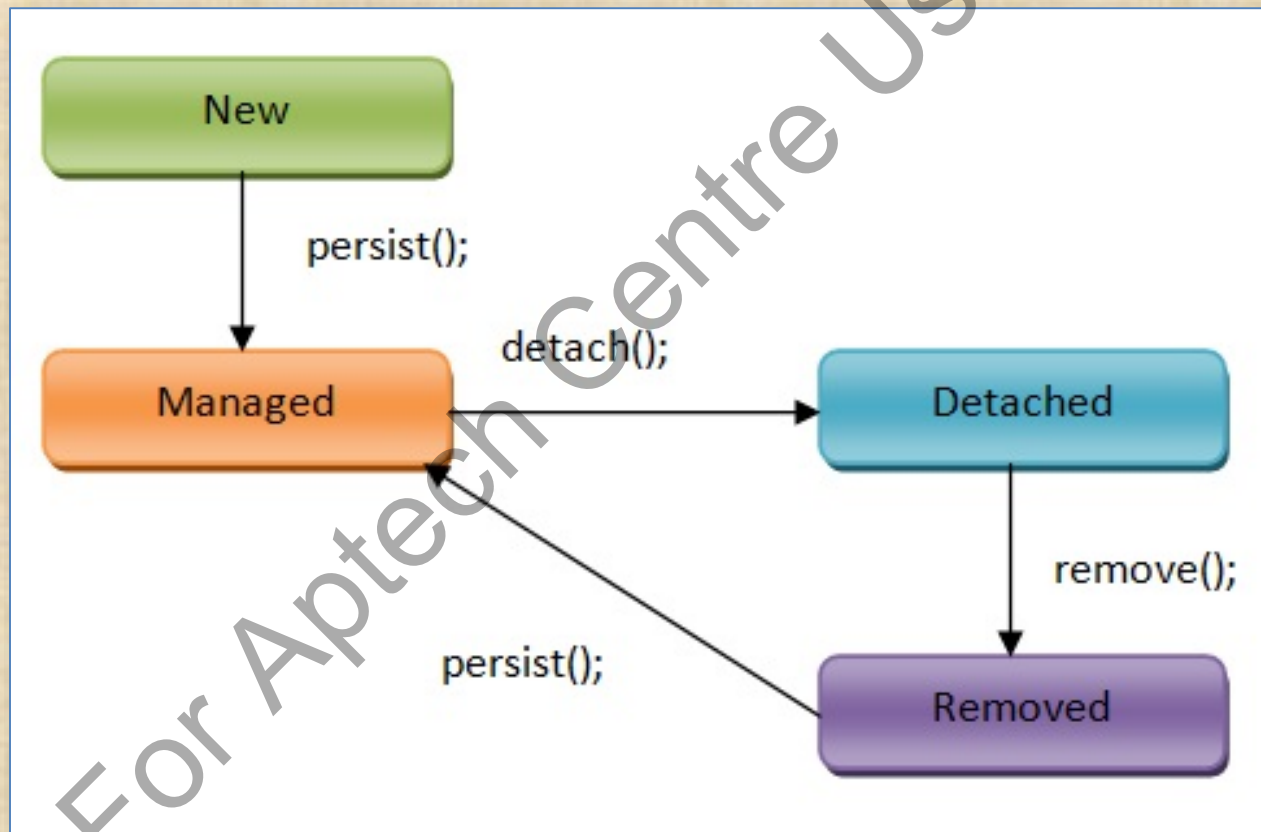 New
persist();
Managed
detach();
Detached
remove();
persist();
Removed
For Aptech Centre Us